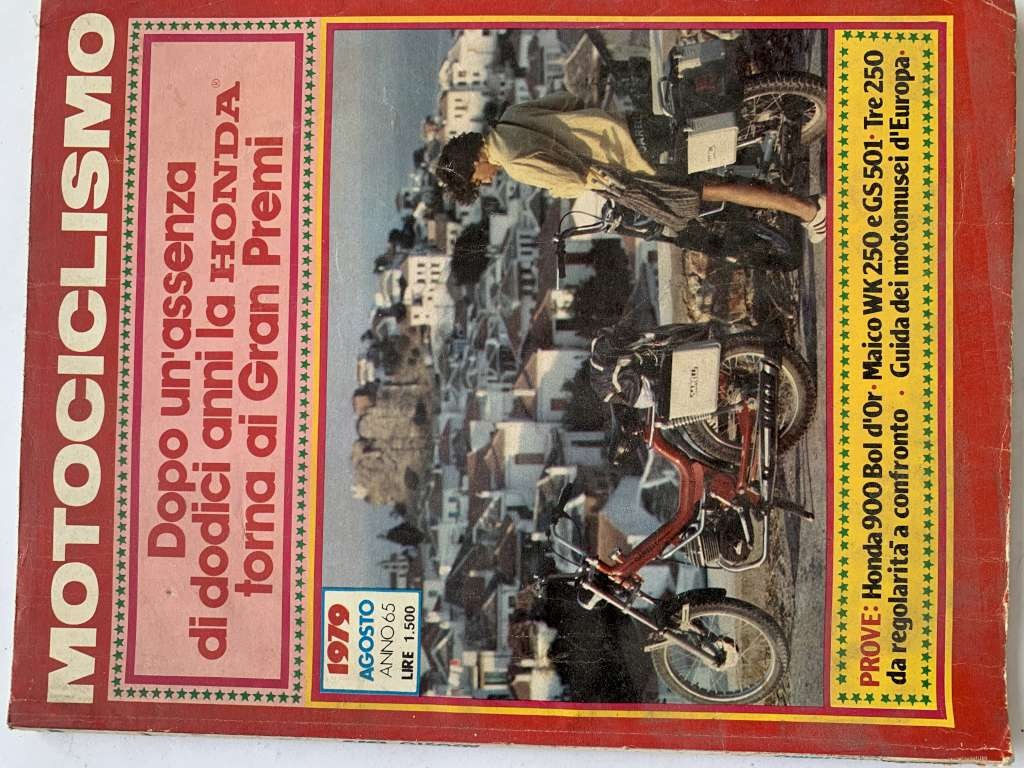 MOTOCICLISMO
Dopo un'assenza
di dodici anni la HONDA®
torna ai Gran Premi
1979
AGOSTO
ANNO 65
LIRE 1.500
PROVE: Honda 900 Bol d'Or · Maico WK 250 e GS 501 · Tre 250
da regolarità a confronto · Guida dei motomusei d'Europa·